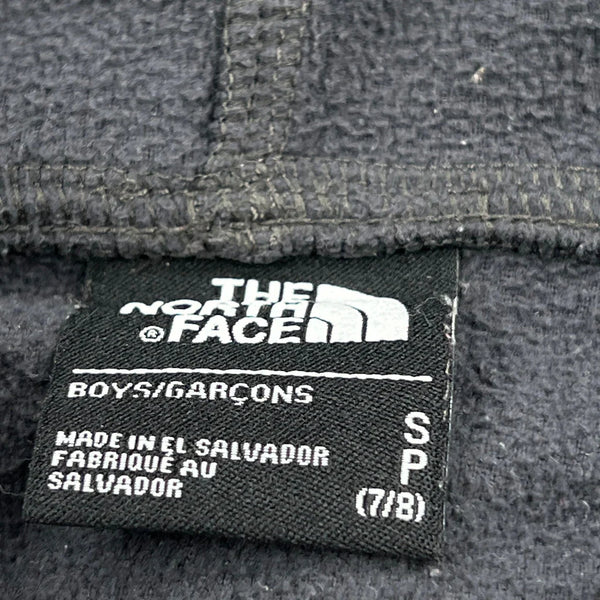 THE
NORTH
® FACE
BOYS/GARÇONS
S
P
(7/8)
MADE IN EL SALVADOR
FABRIQUÉ AU
SALVADOR